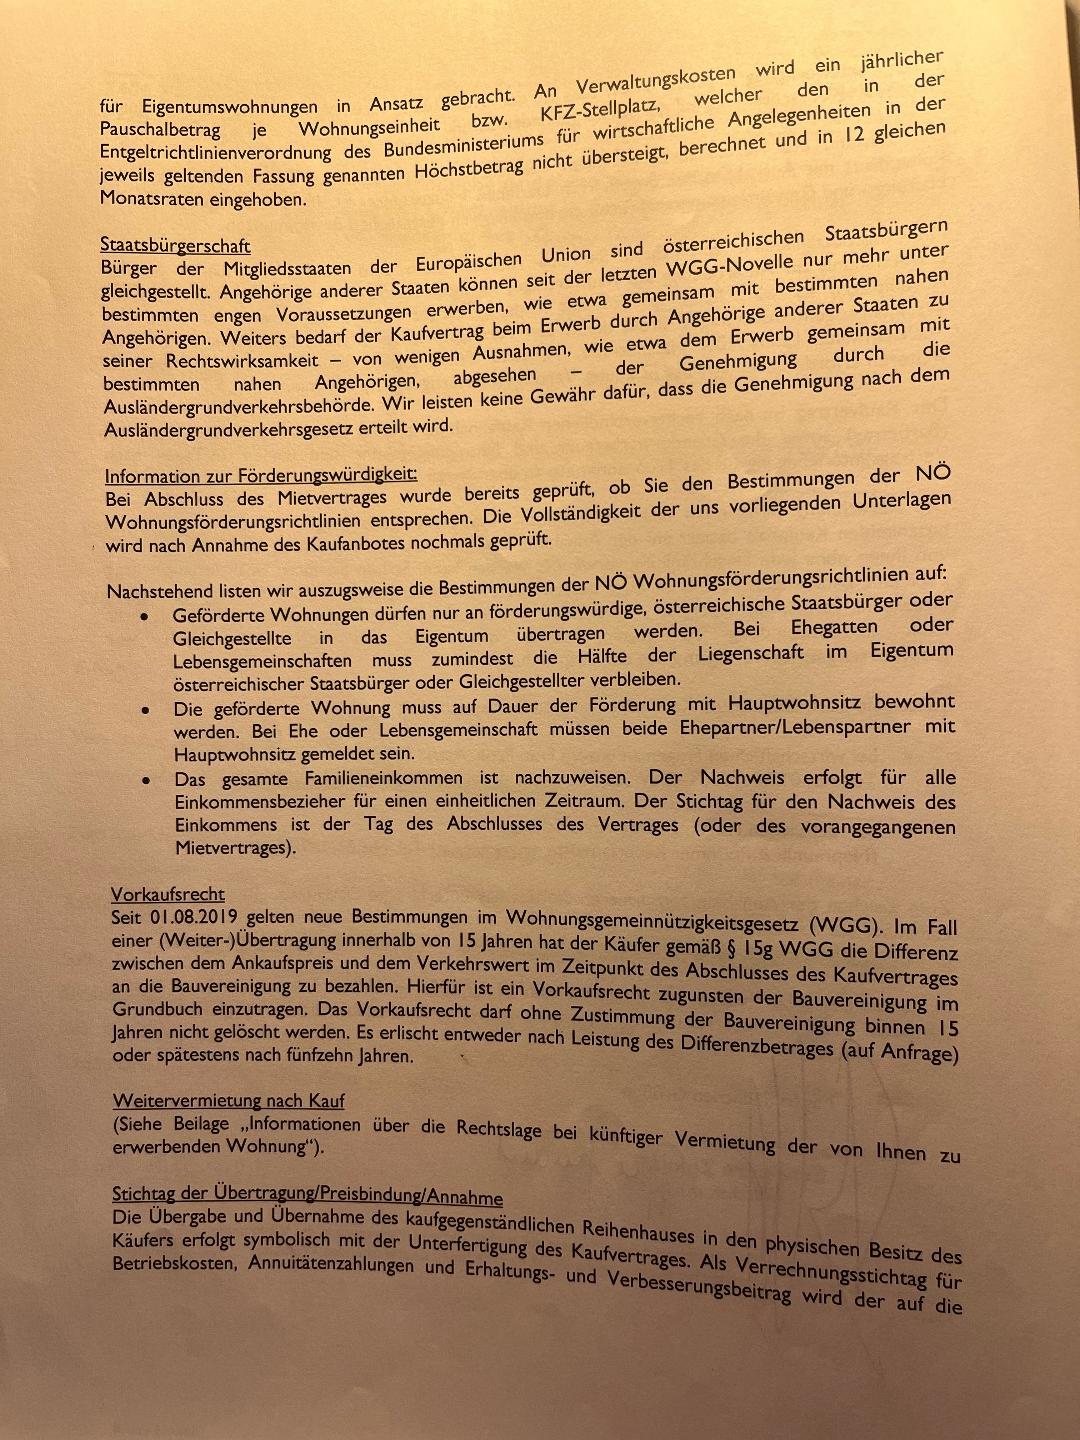 für Eigentumswohnungen in Ansatz gebracht. An Verwaltungskosten wird ein jährlicher
Pauschalbetrag je Wohnungseinheit bzw. KFZ-Stellplatz, welcher den in der
Entgeltrichtlinienverordnung des Bundesministeriums für wirtschaftliche Angelegenheiten in der
jeweils geltenden Fassung genannten Höchstbetrag nicht übersteigt, berechnet und in 12 gleichen
Monatsraten eingehoben.
Staatsbürgerschaft
Bürger der Mitgliedsstaaten der Europäischen Union sind österreichischen Staatsbürgern
gleichgestellt. Angehörige anderer Staaten können seit der letzten WGG-Novelle nur mehr unter
bestimmten engen Voraussetzungen erwerben, wie etwa gemeinsam mit bestimmten nahen
Angehörigen. Weiters bedarf der Kaufvertrag beim Erwerb durch Angehörige anderer Staaten zu
seiner Rechtswirksamkeit – von wenigen Ausnahmen, wie etwa dem Erwerb gemeinsam mit
bestimmten nahen Angehörigen, abgesehen – der Genehmigung durch die
Ausländergrundverkehrsbehörde. Wir leisten keine Gewähr dafür, dass die Genehmigung nach dem
Ausländergrundverkehrsgesetz erteilt wird.
Information zur Förderungswürdigkeit:
Bei Abschluss des Mietvertrages wurde bereits geprüft, ob Sie den Bestimmungen der NÖ
Wohnungsförderungsrichtlinien entsprechen. Die Vollständigkeit der uns vorliegenden Unterlagen
wird nach Annahme des Kaufanbotes nochmals geprüft.
Nachstehend listen wir auszugsweise die Bestimmungen der NÖ Wohnungsförderungsrichtlinien auf:
• Geförderte Wohnungen dürfen nur an förderungswürdige, österreichische Staatsbürger oder
Gleichgestellte in das Eigentum übertragen werden. Bei Ehegatten oder
Lebensgemeinschaften muss zumindest die Hälfte der Liegenschaft im Eigentum
österreichischer Staatsbürger oder Gleichgestellter verbleiben.
• Die geförderte Wohnung muss auf Dauer der Förderung mit Hauptwohnsitz bewohnt
werden. Bei Ehe oder Lebensgemeinschaft müssen beide Ehepartner/Lebenspartner mit
Hauptwohnsitz gemeldet sein.
• Das gesamte Familieneinkommen ist nachzuweisen. Der Nachweis erfolgt für alle
Einkommensbezieher für einen einheitlichen Zeitraum. Der Stichtag für den Nachweis des
Einkommens ist der Tag des Abschlusses des Vertrages (oder des vorangegangenen
Mietvertrages).
Vorkaufsrecht
Seit 01.08.2019 gelten neue Bestimmungen im Wohnungsgemeinnützigkeitsgesetz (WGG). Im Fall
einer (Weiter-)Übertragung innerhalb von 15 Jahren hat der Käufer gemäß § 15g WGG die Differenz
zwischen dem Ankaufspreis und dem Verkehrswert im Zeitpunkt des Abschlusses des Kaufvertrages
an die Bauvereinigung zu bezahlen. Hierfür ist ein Vorkaufsrecht zugunsten der Bauvereinigung im
Grundbuch einzutragen. Das Vorkaufsrecht darf ohne Zustimmung der Bauvereinigung binnen 15
Jahren nicht gelöscht werden. Es erlischt entweder nach Leistung des Differenzbetrages (auf Anfrage)
oder spätestens nach fünfzehn Jahren.
Weitervermietung nach Kauf
(Siehe Beilage „Informationen über die Rechtslage bei künftiger Vermietung der von Ihnen zu
erwerbenden Wohnung“).
Stichtag der Übertragung/Preisbindung/Annahme
Die Übergabe und Übernahme des kaufgegenständlichen Reihenhauses in den physischen Besitz des
Käufers erfolgt symbolisch mit der Unterfertigung des Kaufvertrages. Als Verrechnungsstichtag für
Betriebskosten, Annuitätenzahlungen und Erhaltungs- und Verbesserungsbeitrag wird der auf die